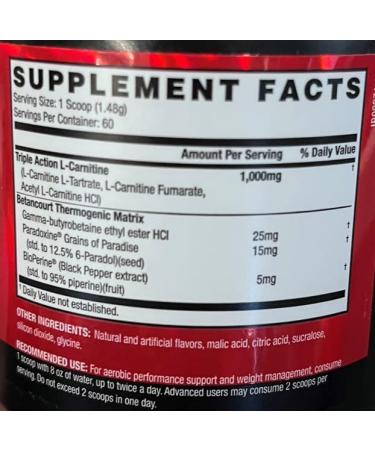 SUPPLEMENT FACTS
Serving Size: 1 Scoop (1.48g)
Servings Per Container: 60
Amount Per Serving % Daily Value
Triple Action L-Carnitine 1,000mg †
(L-Carnitine L-Tartrate, L-Carnitine Fumarate,
Acetyl L-Carnitine HCl)
Betancourt Thermogenic Matrix
Gamma-butyrobetaine ethyl ester HCl 25mg †
Paradoxine® Grains of Paradise 15mg †
(std. to 12.5% 6-Paradol)(seed)
BioPerine® (Black Pepper extract) 5mg †
(std. to 95% piperine)(fruit)
† Daily Value not established.
OTHER INGREDIENTS: Natural and artificial flavors, malic acid, citric acid, sucralose,
silicon dioxide, glycine.
RECOMMENDED USE: For aerobic performance support and weight management, consume
1 scoop with 8 oz of water, up to twice a day. Advanced users may consume 2 scoops per
serving. Do not exceed 2 scoops in one day.